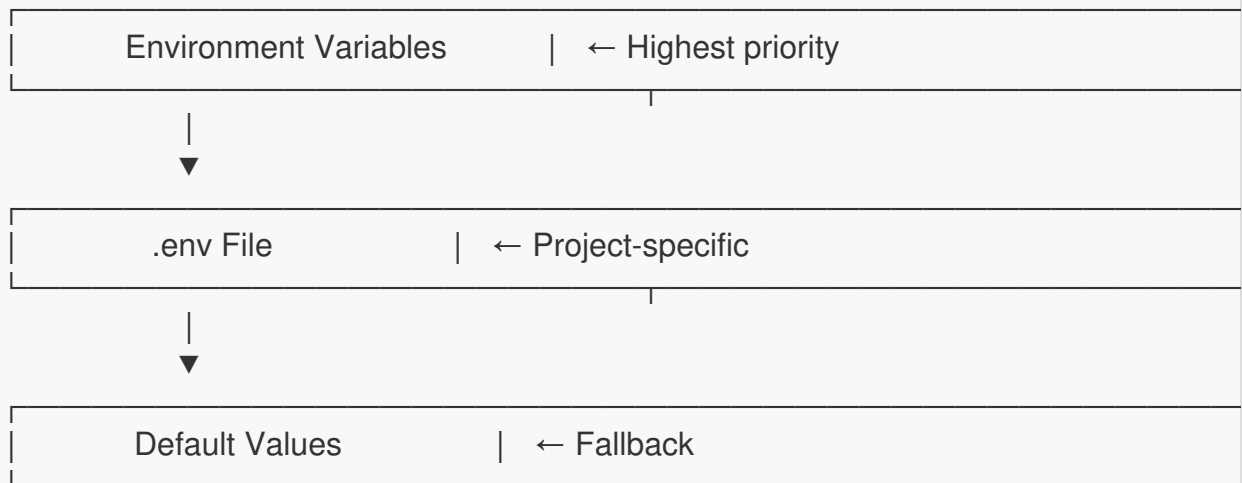 Environment Variables | ← Highest priority
|
▼
.env File | ← Project-specific
|
▼
Default Values | ← Fallback